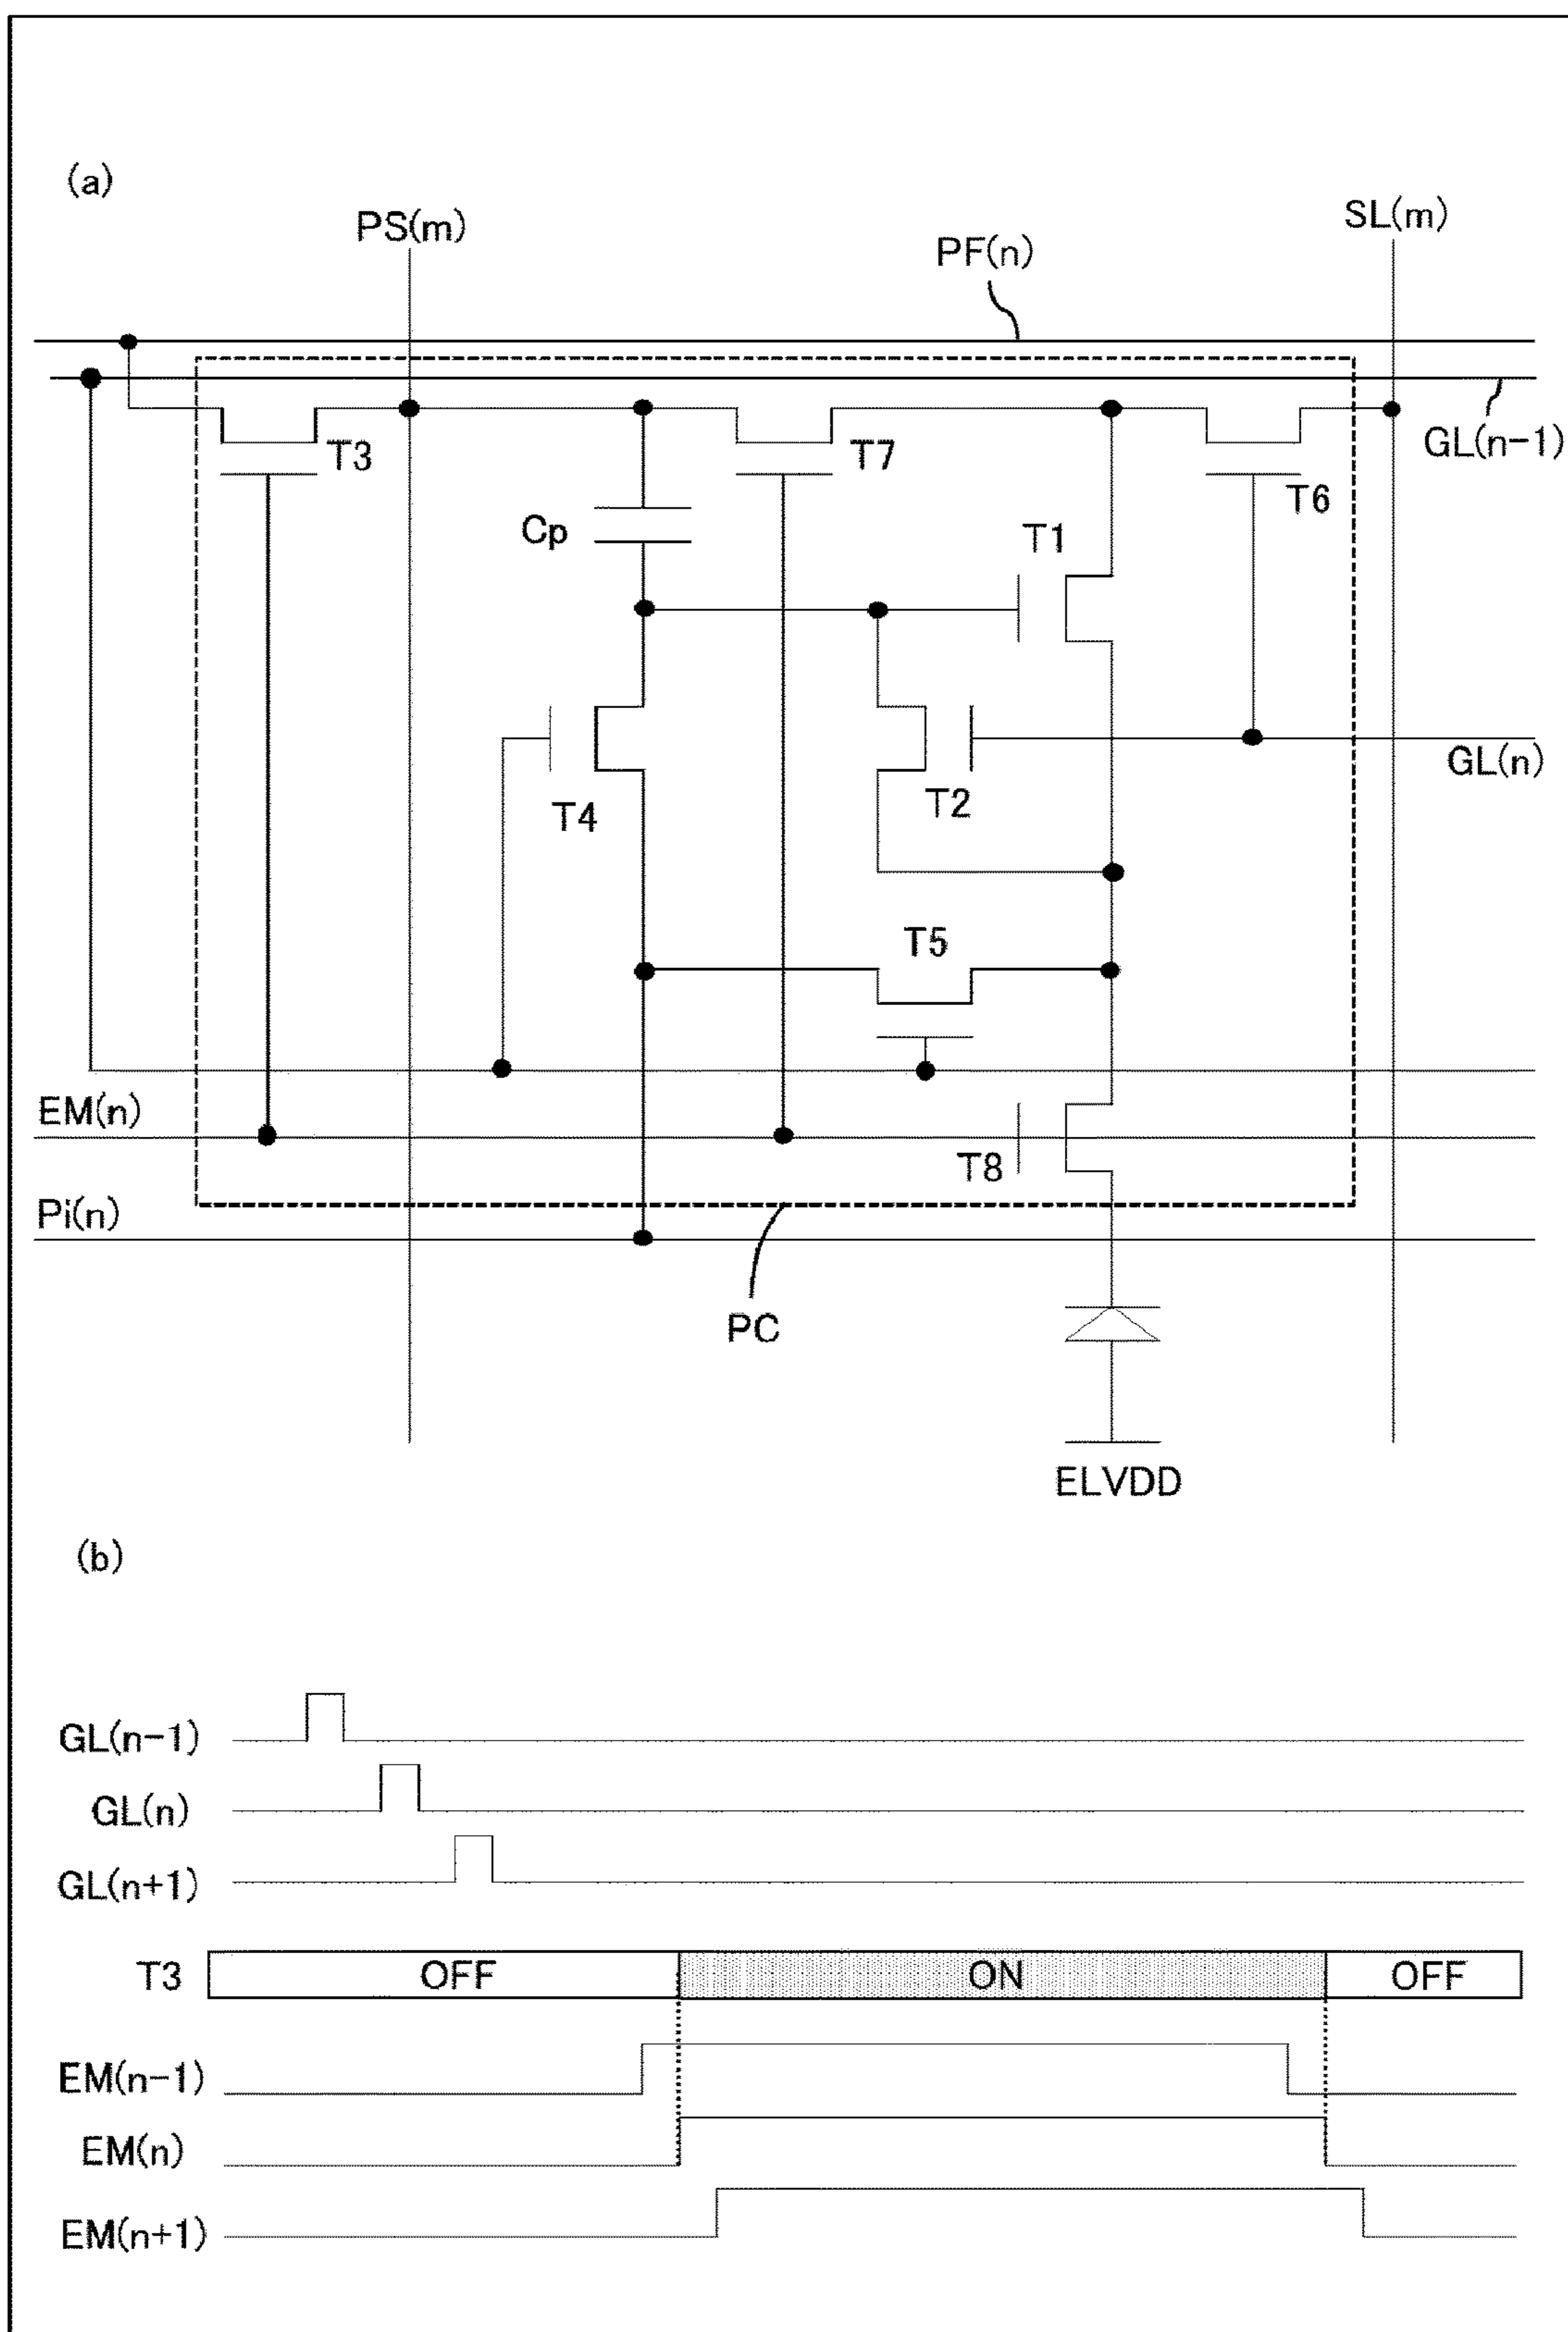 (a)
PS(m)
SL(m)
PF(n)
GL(n-1)
T3
T7
T6
Cp
T1
GL(n)
T4
T2
T5
EM(n)
T8
Pi(n)
PC
ELVDD
(b)
GL(n-1)
GL(n)
GL(n+1)
T3 OFF ON OFF
EM(n-1)
EM(n)
EM(n+1)